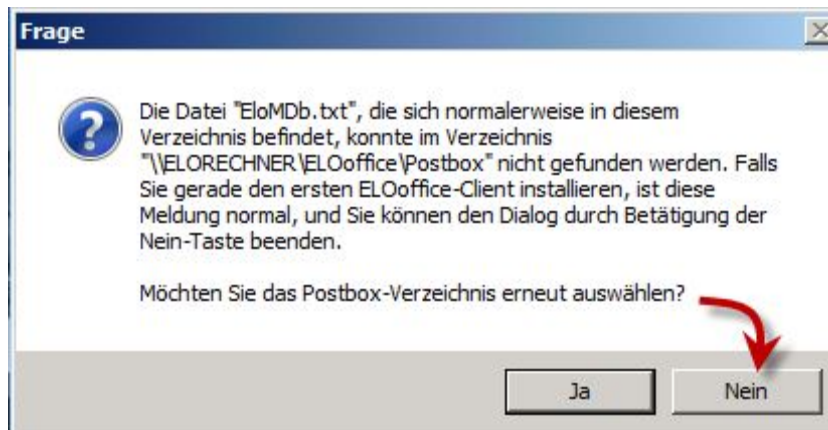 Frage
Die Datei "EloMDb.txt", die sich normalerweise in diesem
Verzeichnis befindet, konnte im Verzeichnis
"\\ELORECHNER\ELOoffice\Postbox" nicht gefunden werden. Falls
Sie gerade den ersten ELOoffice-Client installieren, ist diese
Meldung normal, und Sie können den Dialog durch Betätigung der
Nein-Taste beenden.
Möchten Sie das Postbox-Verzeichnis erneut auswählen?
Ja Nein